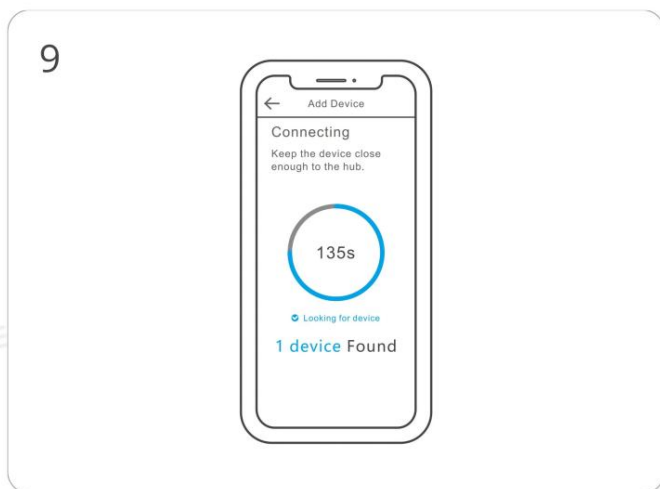 9
Add Device
Connecting
Keep the device close
enough to the hub.
135s
Looking for device
1 device Found